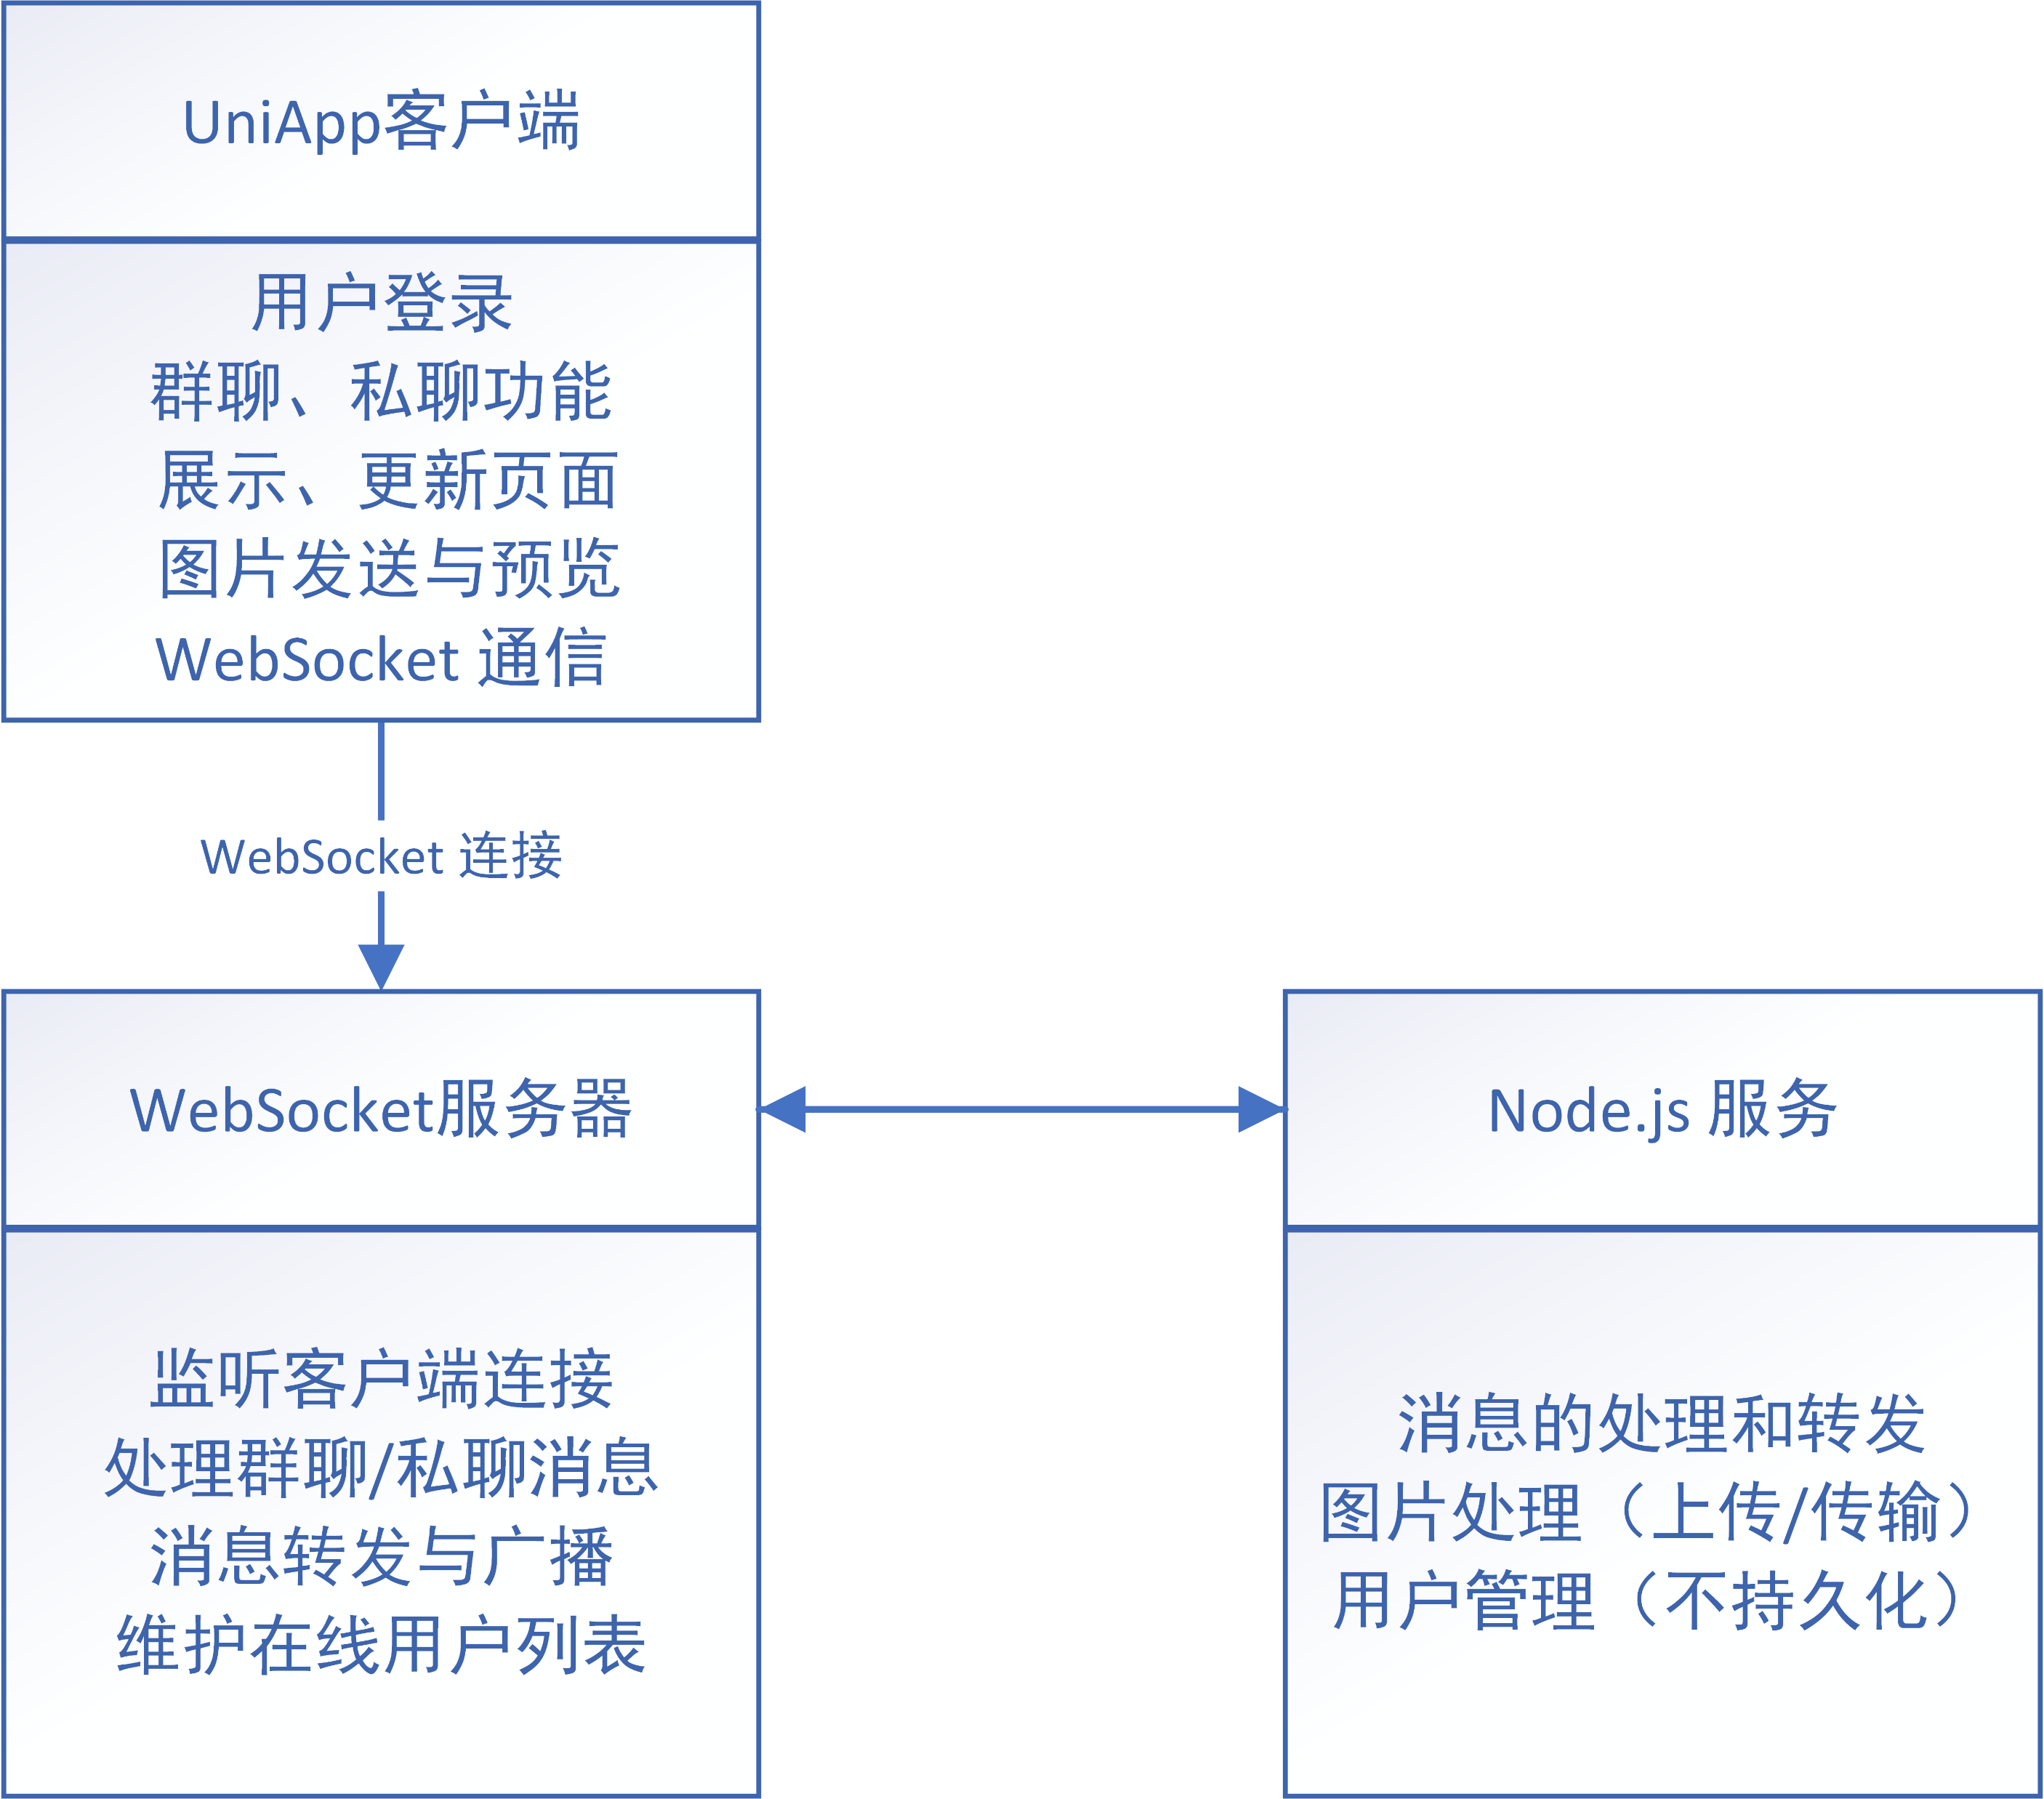 UniApp客户端
用户登录
群聊、私聊功能
展示、更新页面
图片发送与预览
WebSocket 通信
WebSocket 连接
WebSocket服务器
监听客户端连接
处理群聊/私聊消息
消息转发与广播
维护在线用户列表
Node.js 服务
消息的处理和转发
图片处理（上传/传输）
用户管理（不持久化）